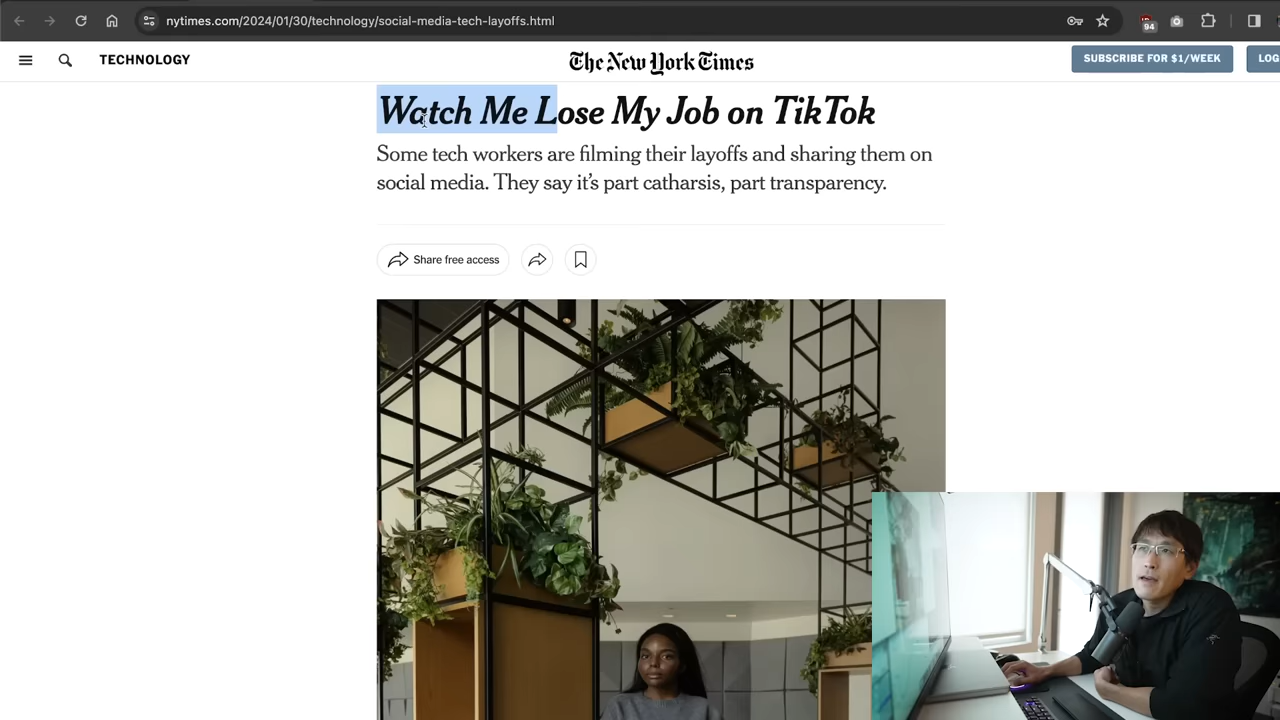 nytimes.com/2024/01/30/technology/social-media-tech-layoffs.html
94
TECHNOLOGY
The New York Times
SUBSCRIBE FOR $1/WEEK
LOG
Watch Me Lose My Job on TikTok
Some tech workers are filming their layoffs and sharing them on
social media. They say it’s part catharsis, part transparency.
Share free access